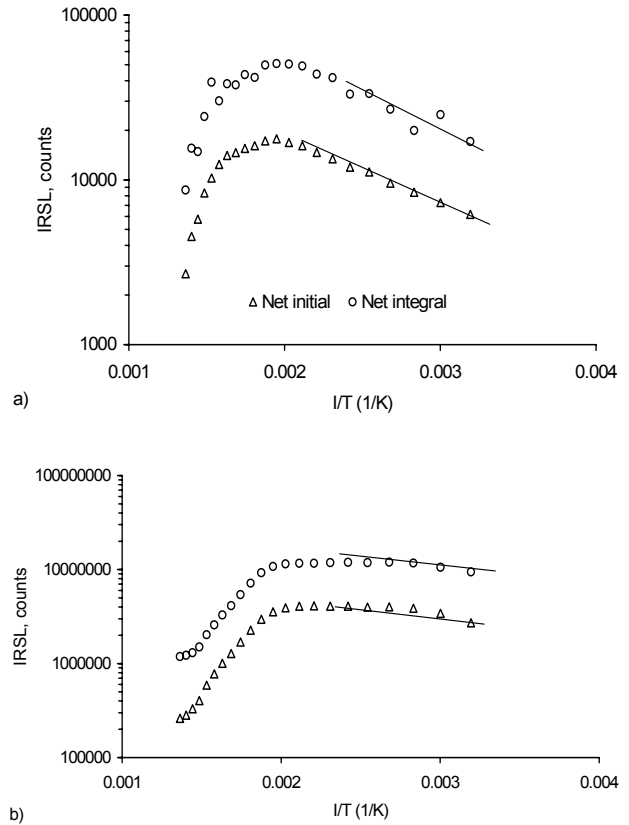 100000
10000
1000
IRSL, counts
△ Net initial ○ Net integral
0.001 0.002 0.003 0.004
I/T (1/K)
a)
100000000
10000000
1000000
100000
IRSL, counts
0.001 0.002 0.003 0.004
I/T (1/K)
b)